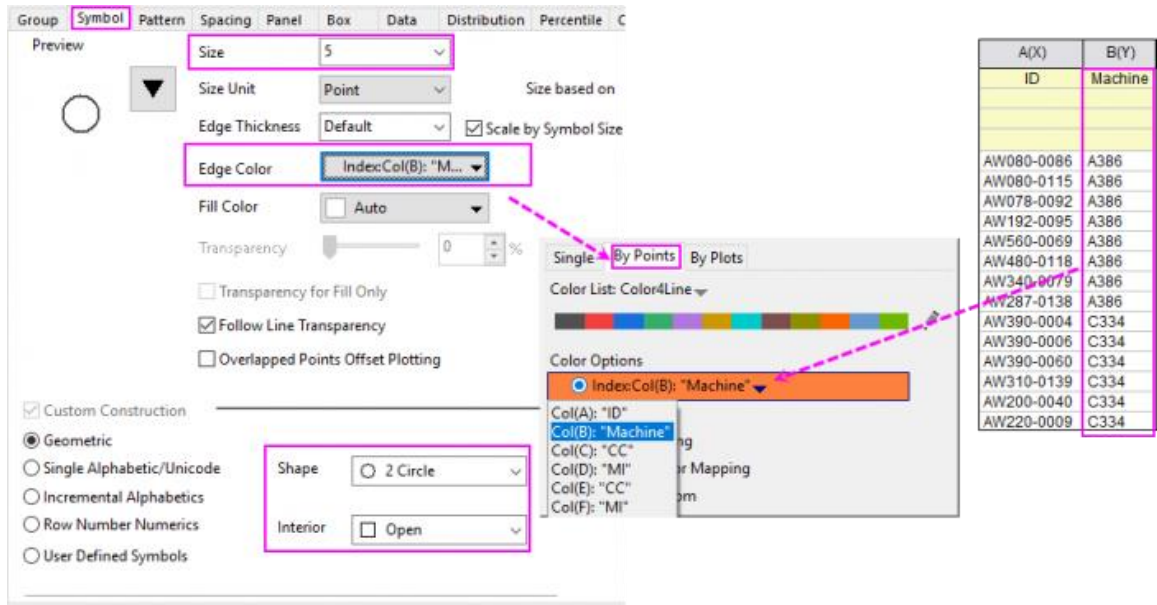 Group Symbol Pattern Spacing Panel Box Data Distribution Percentile
Preview
Size 5
Size Unit Point Size based on
Edge Thickness Default Scale by Symbol Size
Edge Color Index:Col(B): "M...
Fill Color Auto
Transparency 0 %
Transparency for Fill Only
Follow Line Transparency
Overlapped Points Offset Plotting
Custom Construction
Geometric
Single Alphabetic/Unicode
Incremental Alphabetics
Row Number Numerics
User Defined Symbols
Shape 2 Circle
Interior Open
Single By Points By Plots
Color List: Color4Line
Color Options
Index:Col(B): "Machine"
Col(A): "ID"
Col(B): "Machine"
Col(C): "CC"
Col(D): "MI"
Col(E): "CC"
Col(F): "MI"
Mapping
A(X) B(Y)
ID Machine
AW080-0086 A386
AW080-0115 A386
AW078-0092 A386
AW192-0095 A386
AW560-0069 A386
AW480-0118 A386
AW340-0079 A386
AW287-0138 A386
AW390-0004 C334
AW390-0006 C334
AW390-0060 C334
AW310-0139 C334
AW200-0040 C334
AW220-0009 C334